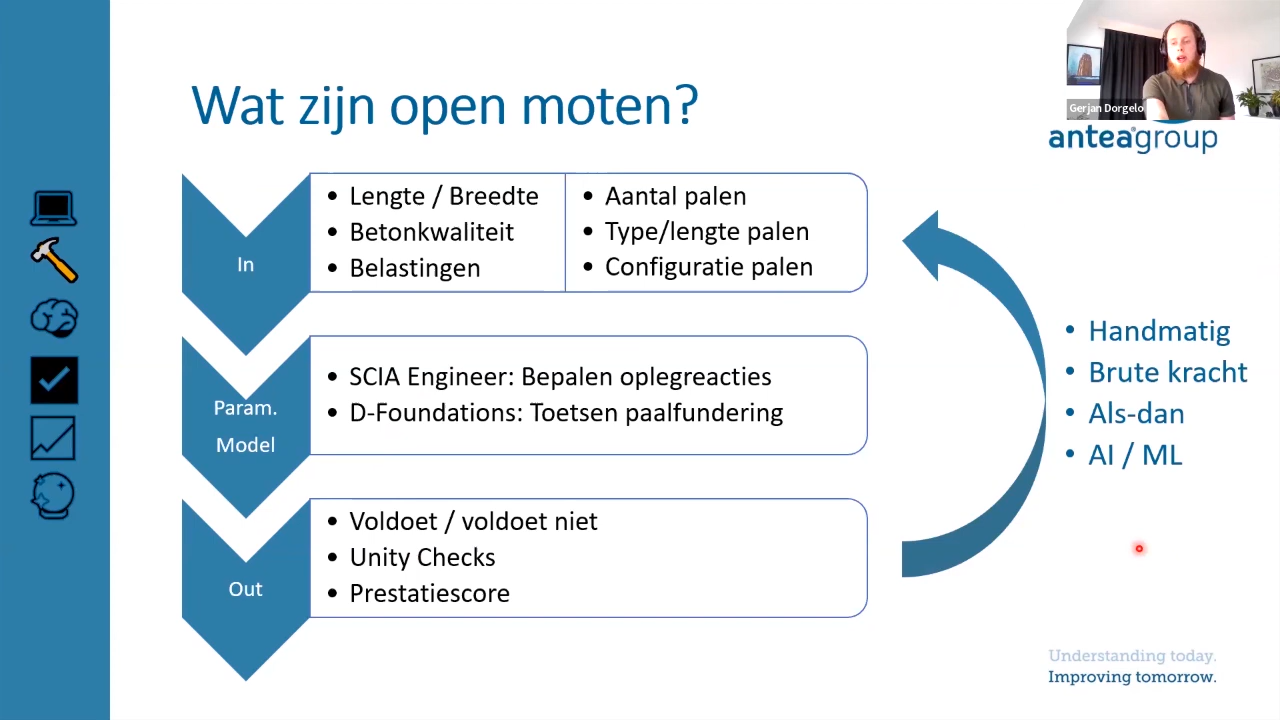 Wat zijn open moten?
Gerjan Dorgelo
anteagroup
In
• Lengte / Breedte
• Betonkwaliteit
• Belastingen
• Aantal palen
• Type/lengte palen
• Configuratie palen
Param.
Model
• SCIA Engineer: Bepalen oplegreacties
• D-Foundations: Toetsen paalfundering
Out
• Voldoet / voldoet niet
• Unity Checks
• Prestatiescore
• Handmatig
• Brute kracht
• Als-dan
• AI / ML
Understanding today.
Improving tomorrow.